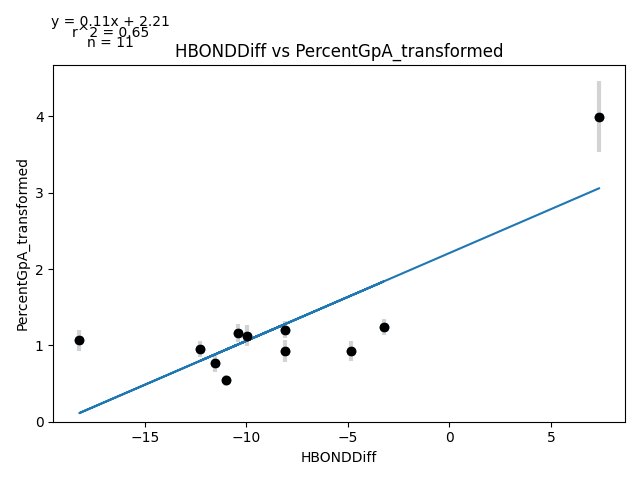 y = 0.11x + 2.21
r^2 = 0.65
n = 11
HBONDDiff vs PercentGpA_transformed
PercentGpA_transformed
4
3
2
1
0
−15
−10
−5
0
5
HBONDDiff